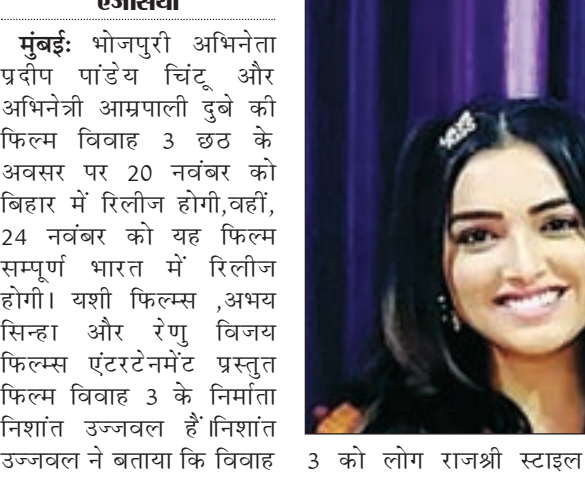 एजेंसियां
मुंबईः भोजपुरी अभिनेता
प्रदीप पांडेय चिंटू और
अभिनेत्री आम्रपाली दुबे की
फिल्म विवाह 3 छठ के
अवसर पर 20 नवंबर को
बिहार में रिलीज होगी,वहीं,
24 नवंबर को यह फिल्म
सम्पूर्ण भारत में रिलीज
होगी। यशी फिल्म्स ,अभय
सिन्हा और रेणु विजय
फिल्म्स एंटरटेनमेंट प्रस्तुत
फिल्म विवाह 3 के निर्माता
निशांत उज्जवल हैं।निशांत
उज्जवल ने बताया कि विवाह
3 को लोग राजश्री स्टाइल